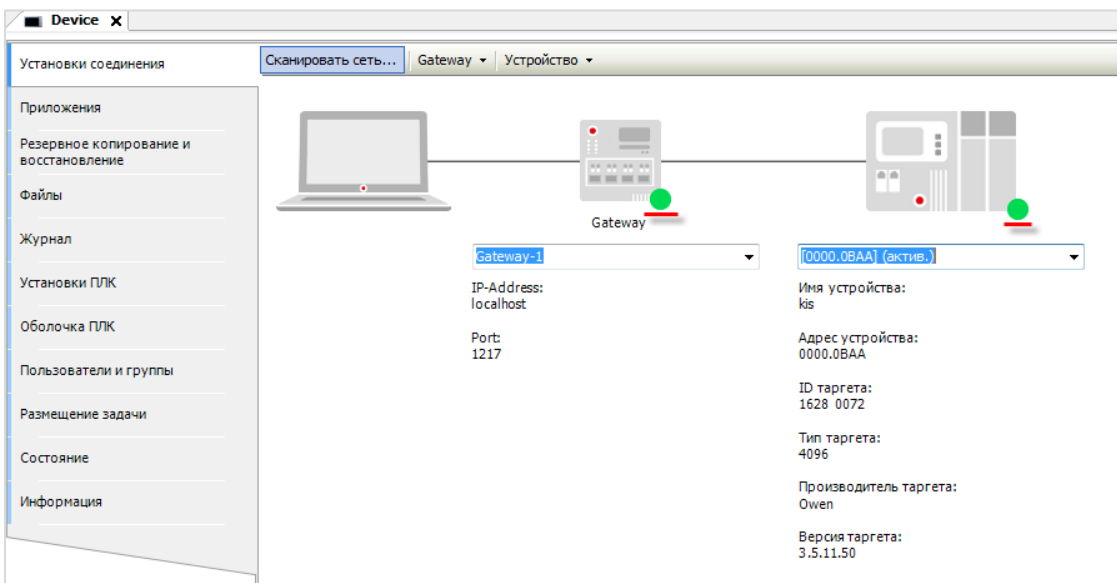 Device X
Установки соединения
Приложения
Резервное копирование и
восстановление
Файлы
Журнал
Установки ПЛК
Оболочка ПЛК
Пользователи и группы
Размещение задачи
Состояние
Информация
Сканировать сеть...
Gateway
Устройство
Gateway
Gateway-1
IP-Address:
localhost
Port:
1217
[0000.0BAA] (актив.)
Имя устройства:
kis
Адрес устройства:
0000.0BAA
ID таргета:
1628 0072
Тип таргета:
4096
Производитель таргета:
Owen
Версия таргета:
3.5.11.50